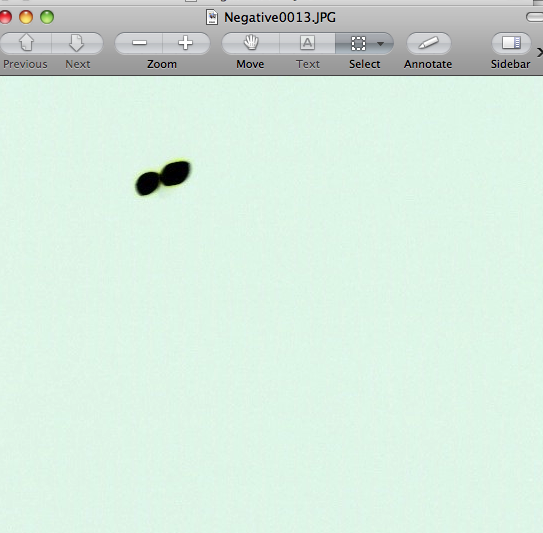 Negative0013.JPG
Previous Next Zoom Move Text Select Annotate Sidebar